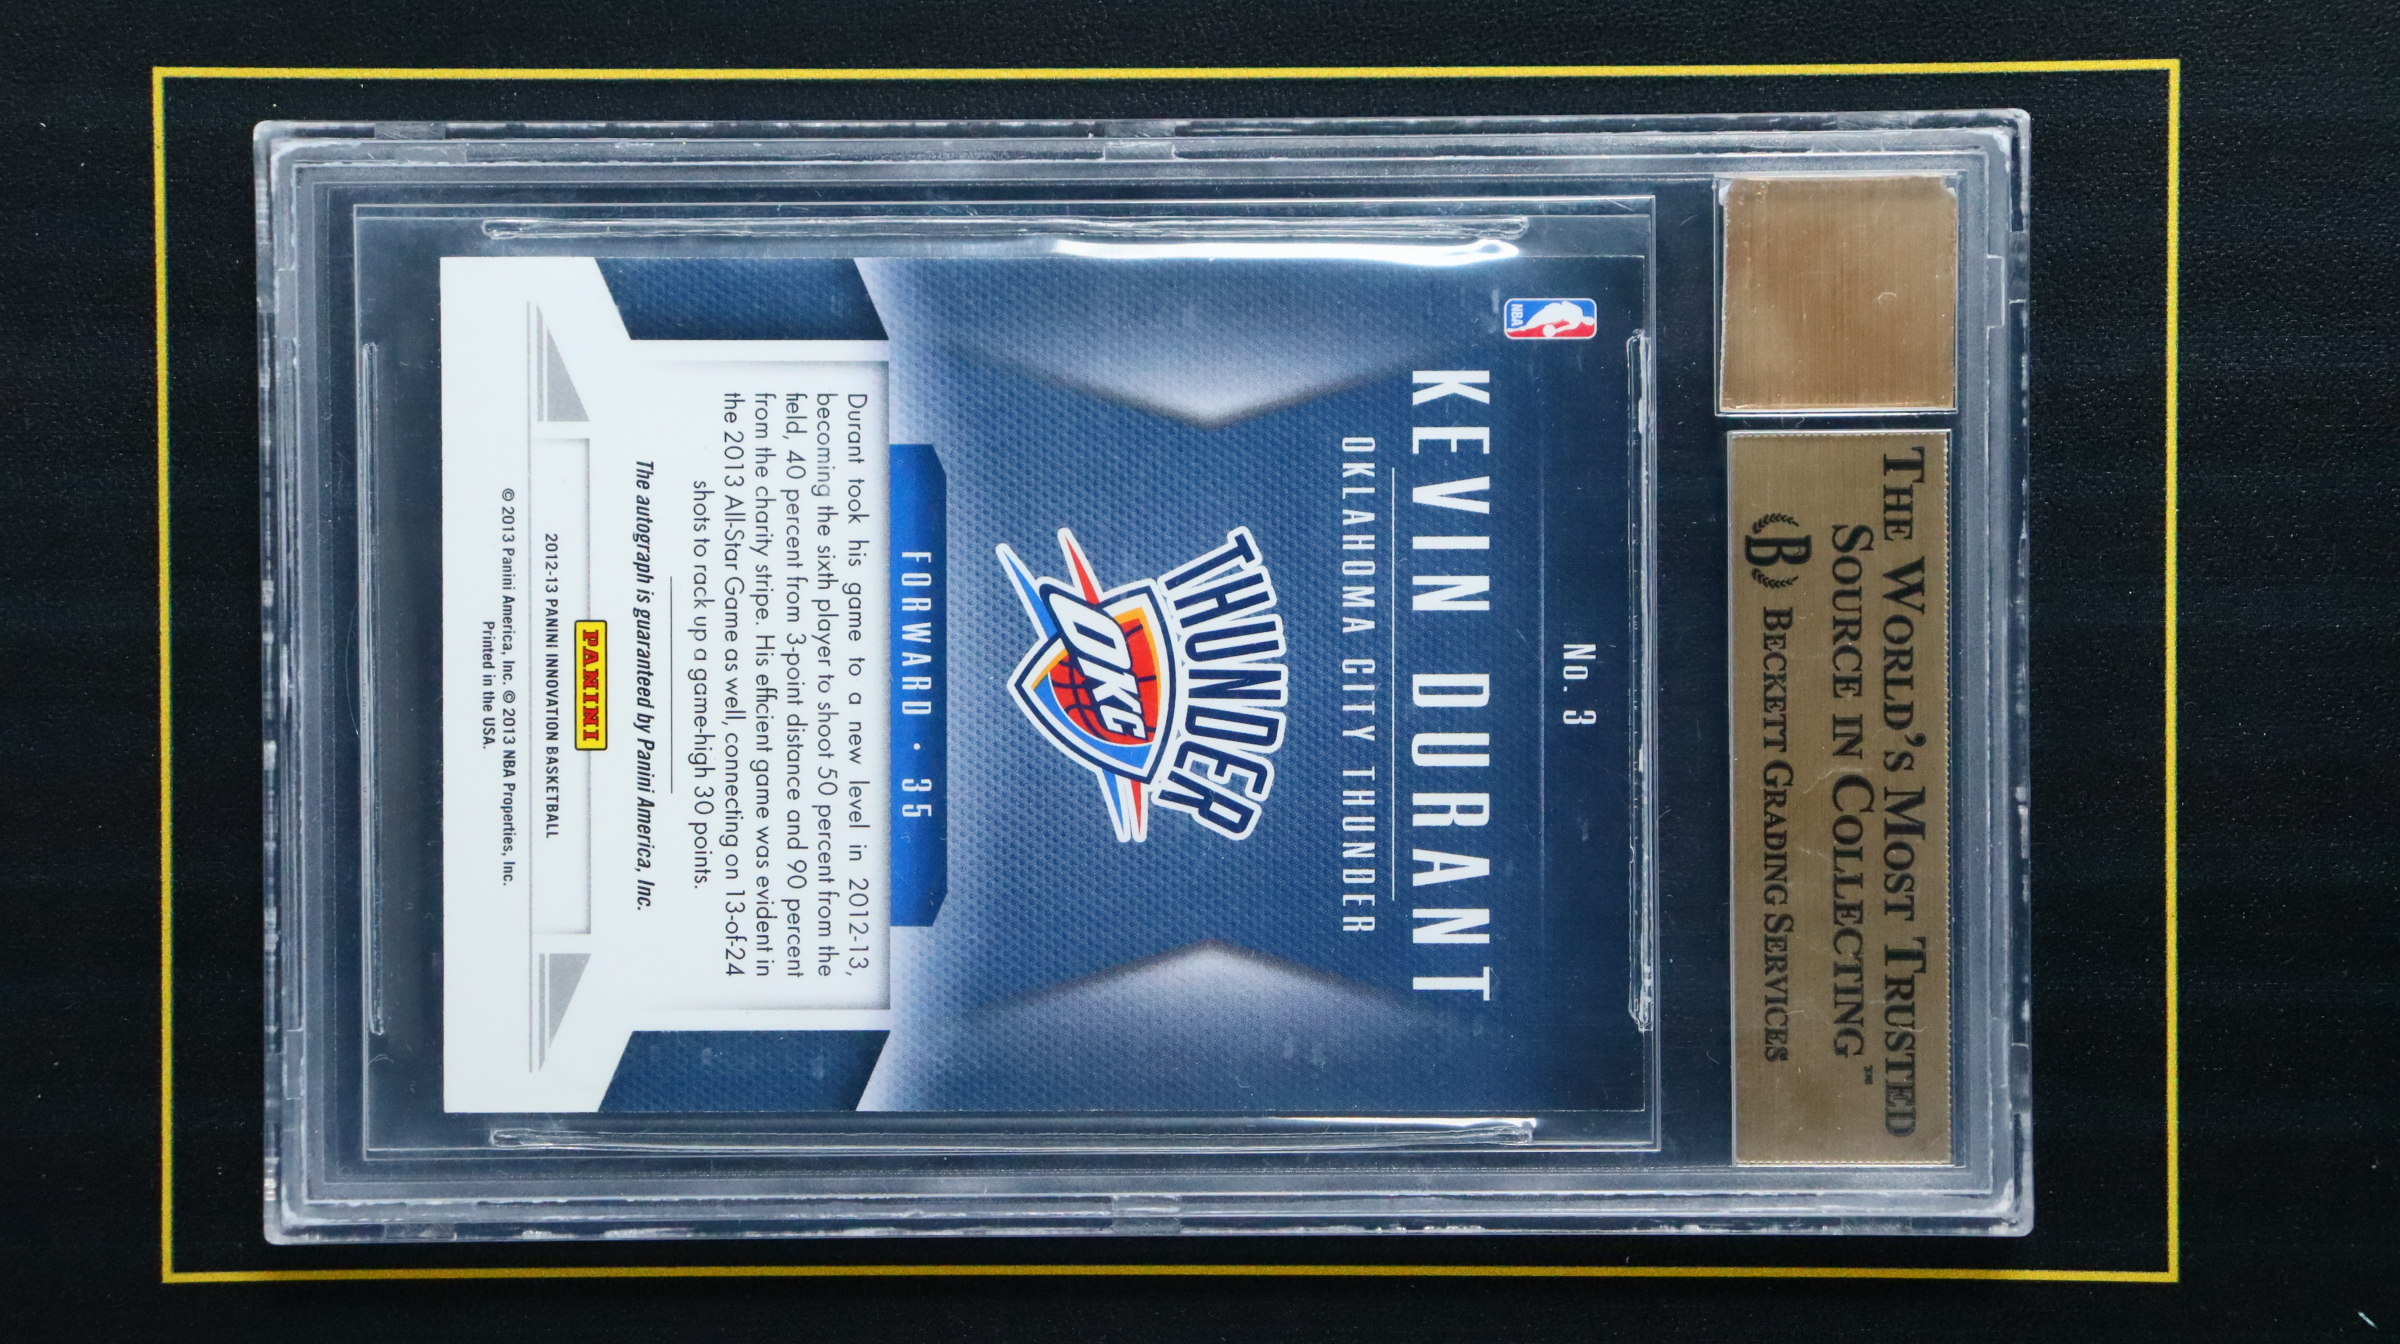 THE WORLD'S MOST TRUSTED
SOURCE IN COLLECTING™
B BECKETT GRADING SERVICES
No. 3
NBA
KEVIN DURANT
OKLAHOMA CITY THUNDER
THUNDER
OKC
FORWARD • 35
Durant took his game to a new level in 2012-13,
becoming the sixth player to shoot 50 percent from the
field, 40 percent from 3-point distance and 90 percent
from the charity stripe. His efficient game was evident in
the 2013 All-Star Game as well, connecting on 13-of-24
shots to rack up a game-high 30 points.
The autograph is guaranteed by Panini America, Inc.
PANINI
2012-13 PANINI INNOVATION BASKETBALL
© 2013 Panini America, Inc. © 2013 NBA Properties, Inc.
Printed in the USA.